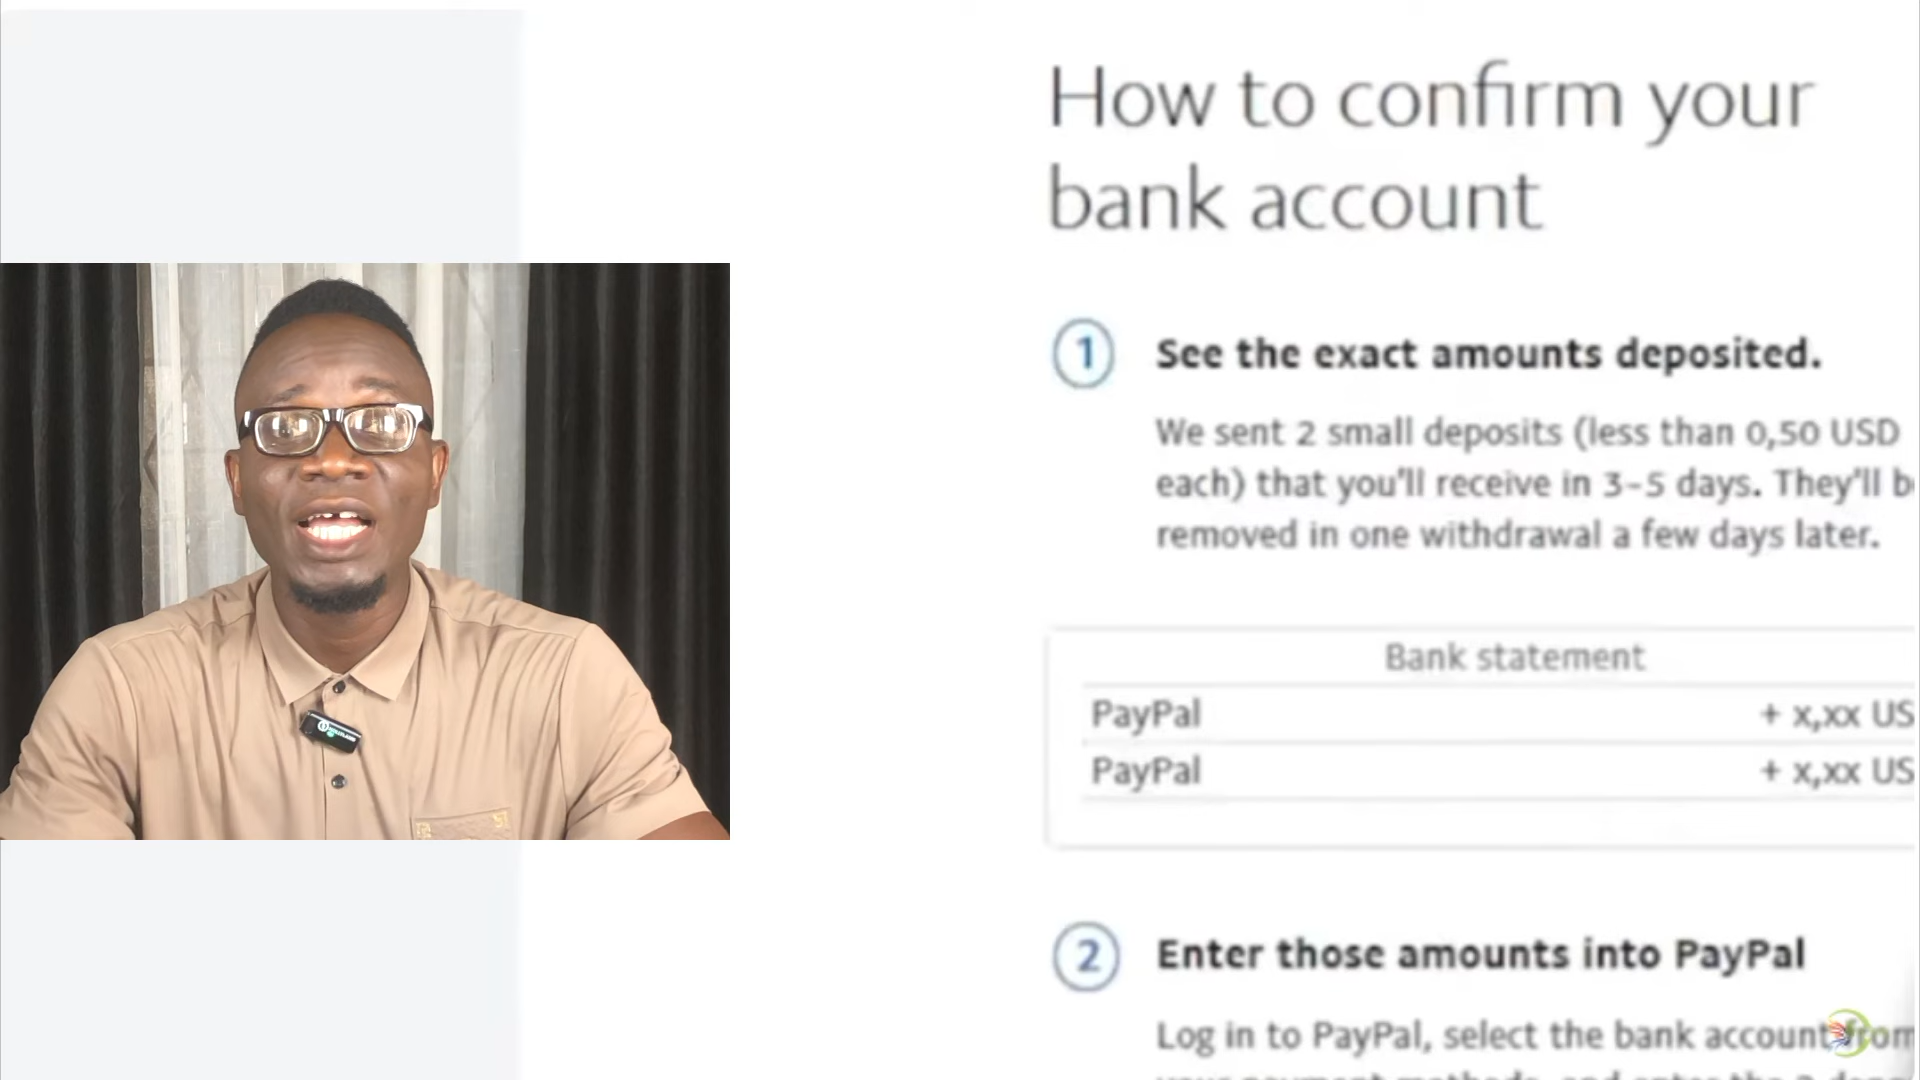 How to confirm your
bank account
1 See the exact amounts deposited.
We sent 2 small deposits (less than 0,50 USD
each) that you'll receive in 3-5 days. They'll b
removed in one withdrawal a few days later.
Bank statement
PayPal + x,xx US
PayPal + x,xx US
2 Enter those amounts into PayPal
Log in to PayPal, select the bank account from